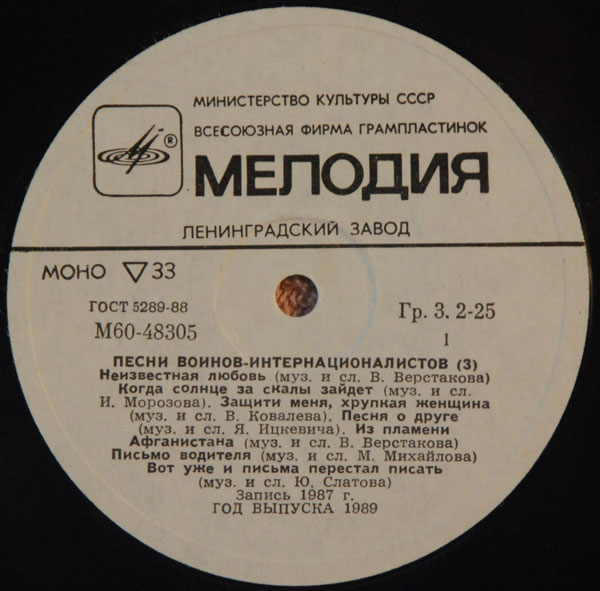 МИНИСТЕРСТВО КУЛЬТУРЫ СССР
ВСЕСОЮЗНАЯ ФИРМА ГРАМПЛАСТИНОК
®
МЕЛОДИЯ
ЛЕНИНГРАДСКИЙ ЗАВОД
МОНО ▽ 33
ГОСТ 5289-88
М60-48305
Гр. 3. 2-25
1
ПЕСНИ ВОИНОВ-ИНТЕРНАЦИОНАЛИСТОВ (3)
Неизвестная любовь (муз. и сл. В. Верстакова)
Когда солнце за скалы зайдет (муз. и сл.
И. Морозова). Защити меня, хрупкая женщина
(муз. и сл. В. Ковалева). Песня о друге
(муз. и сл. Я. Ицкевича). Из пламени
Афганистана (муз. и сл. В. Верстакова)
Письмо водителя (муз. и сл. М. Михайлова)
Вот уже и письма перестал писать
(муз. и сл. Ю. Слатова)
Запись 1987 г.
ГОД ВЫПУСКА 1989